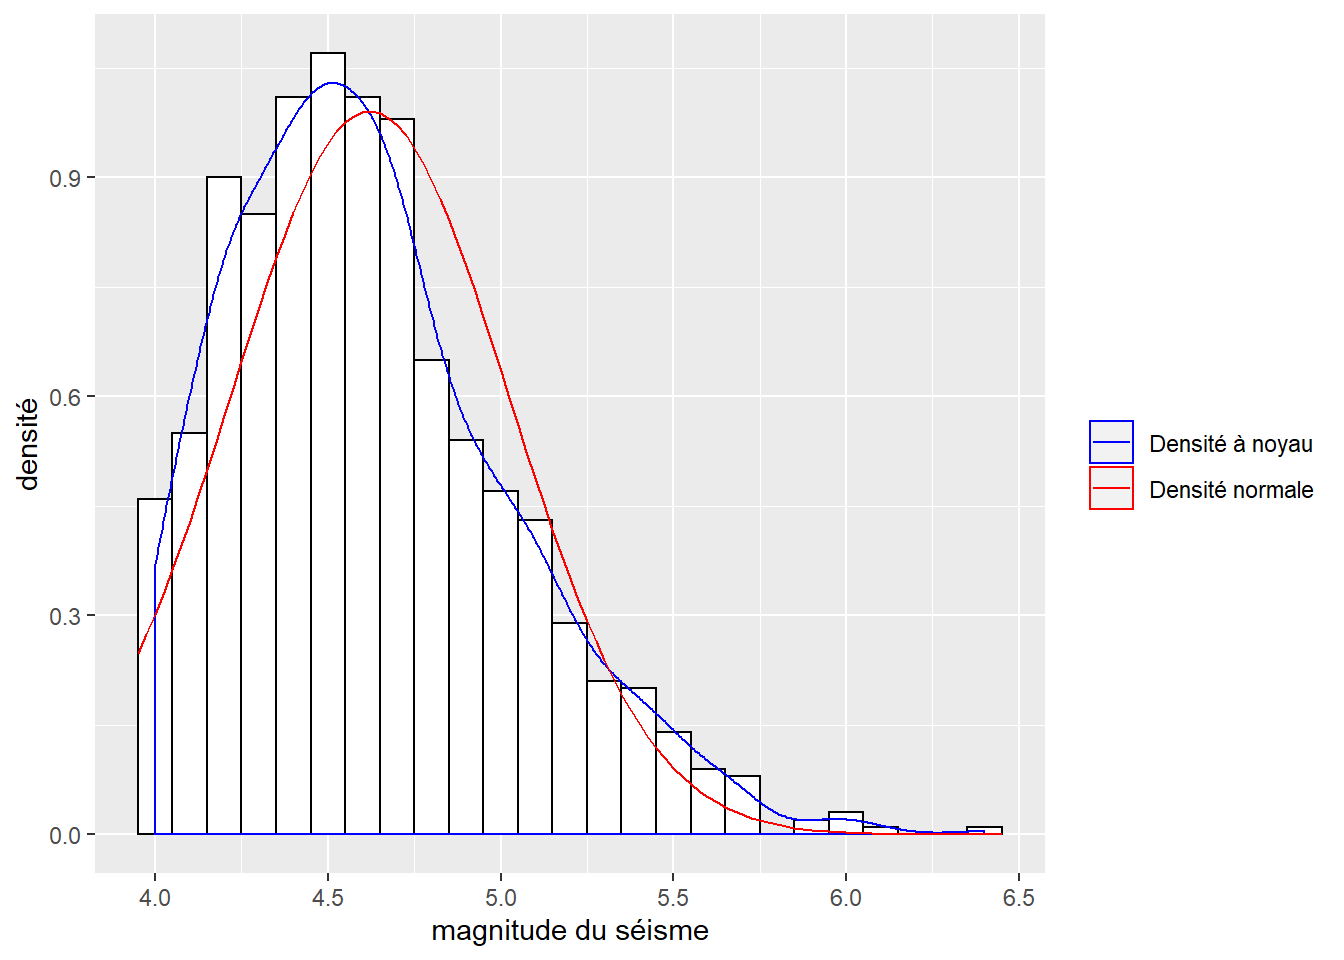 densité
0.9
0.6
0.3
0.0
4.0 4.5 5.0 5.5 6.0 6.5
magnitude du séisme
Densité à noyau
Densité normale